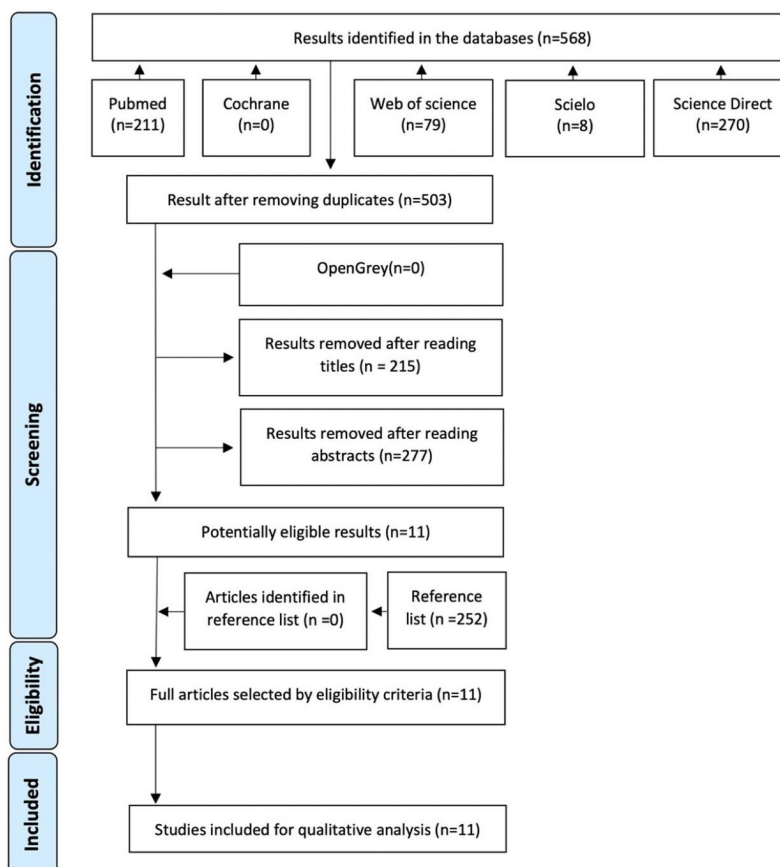 Identification
Results identified in the databases (n=568)
Pubmed
(n=211)
Cochrane
(n=0)
Web of science
(n=79)
Scielo
(n=8)
Science Direct
(n=270)
Result after removing duplicates (n=503)
Screening
OpenGrey(n=0)
Results removed after reading
titles (n = 215)
Results removed after reading
abstracts (n=277)
Potentially eligible results (n=11)
Articles identified in
reference list (n =0)
Reference
list (n =252)
Eligibility
Full articles selected by eligibility criteria (n=11)
Included
Studies included for qualitative analysis (n=11)